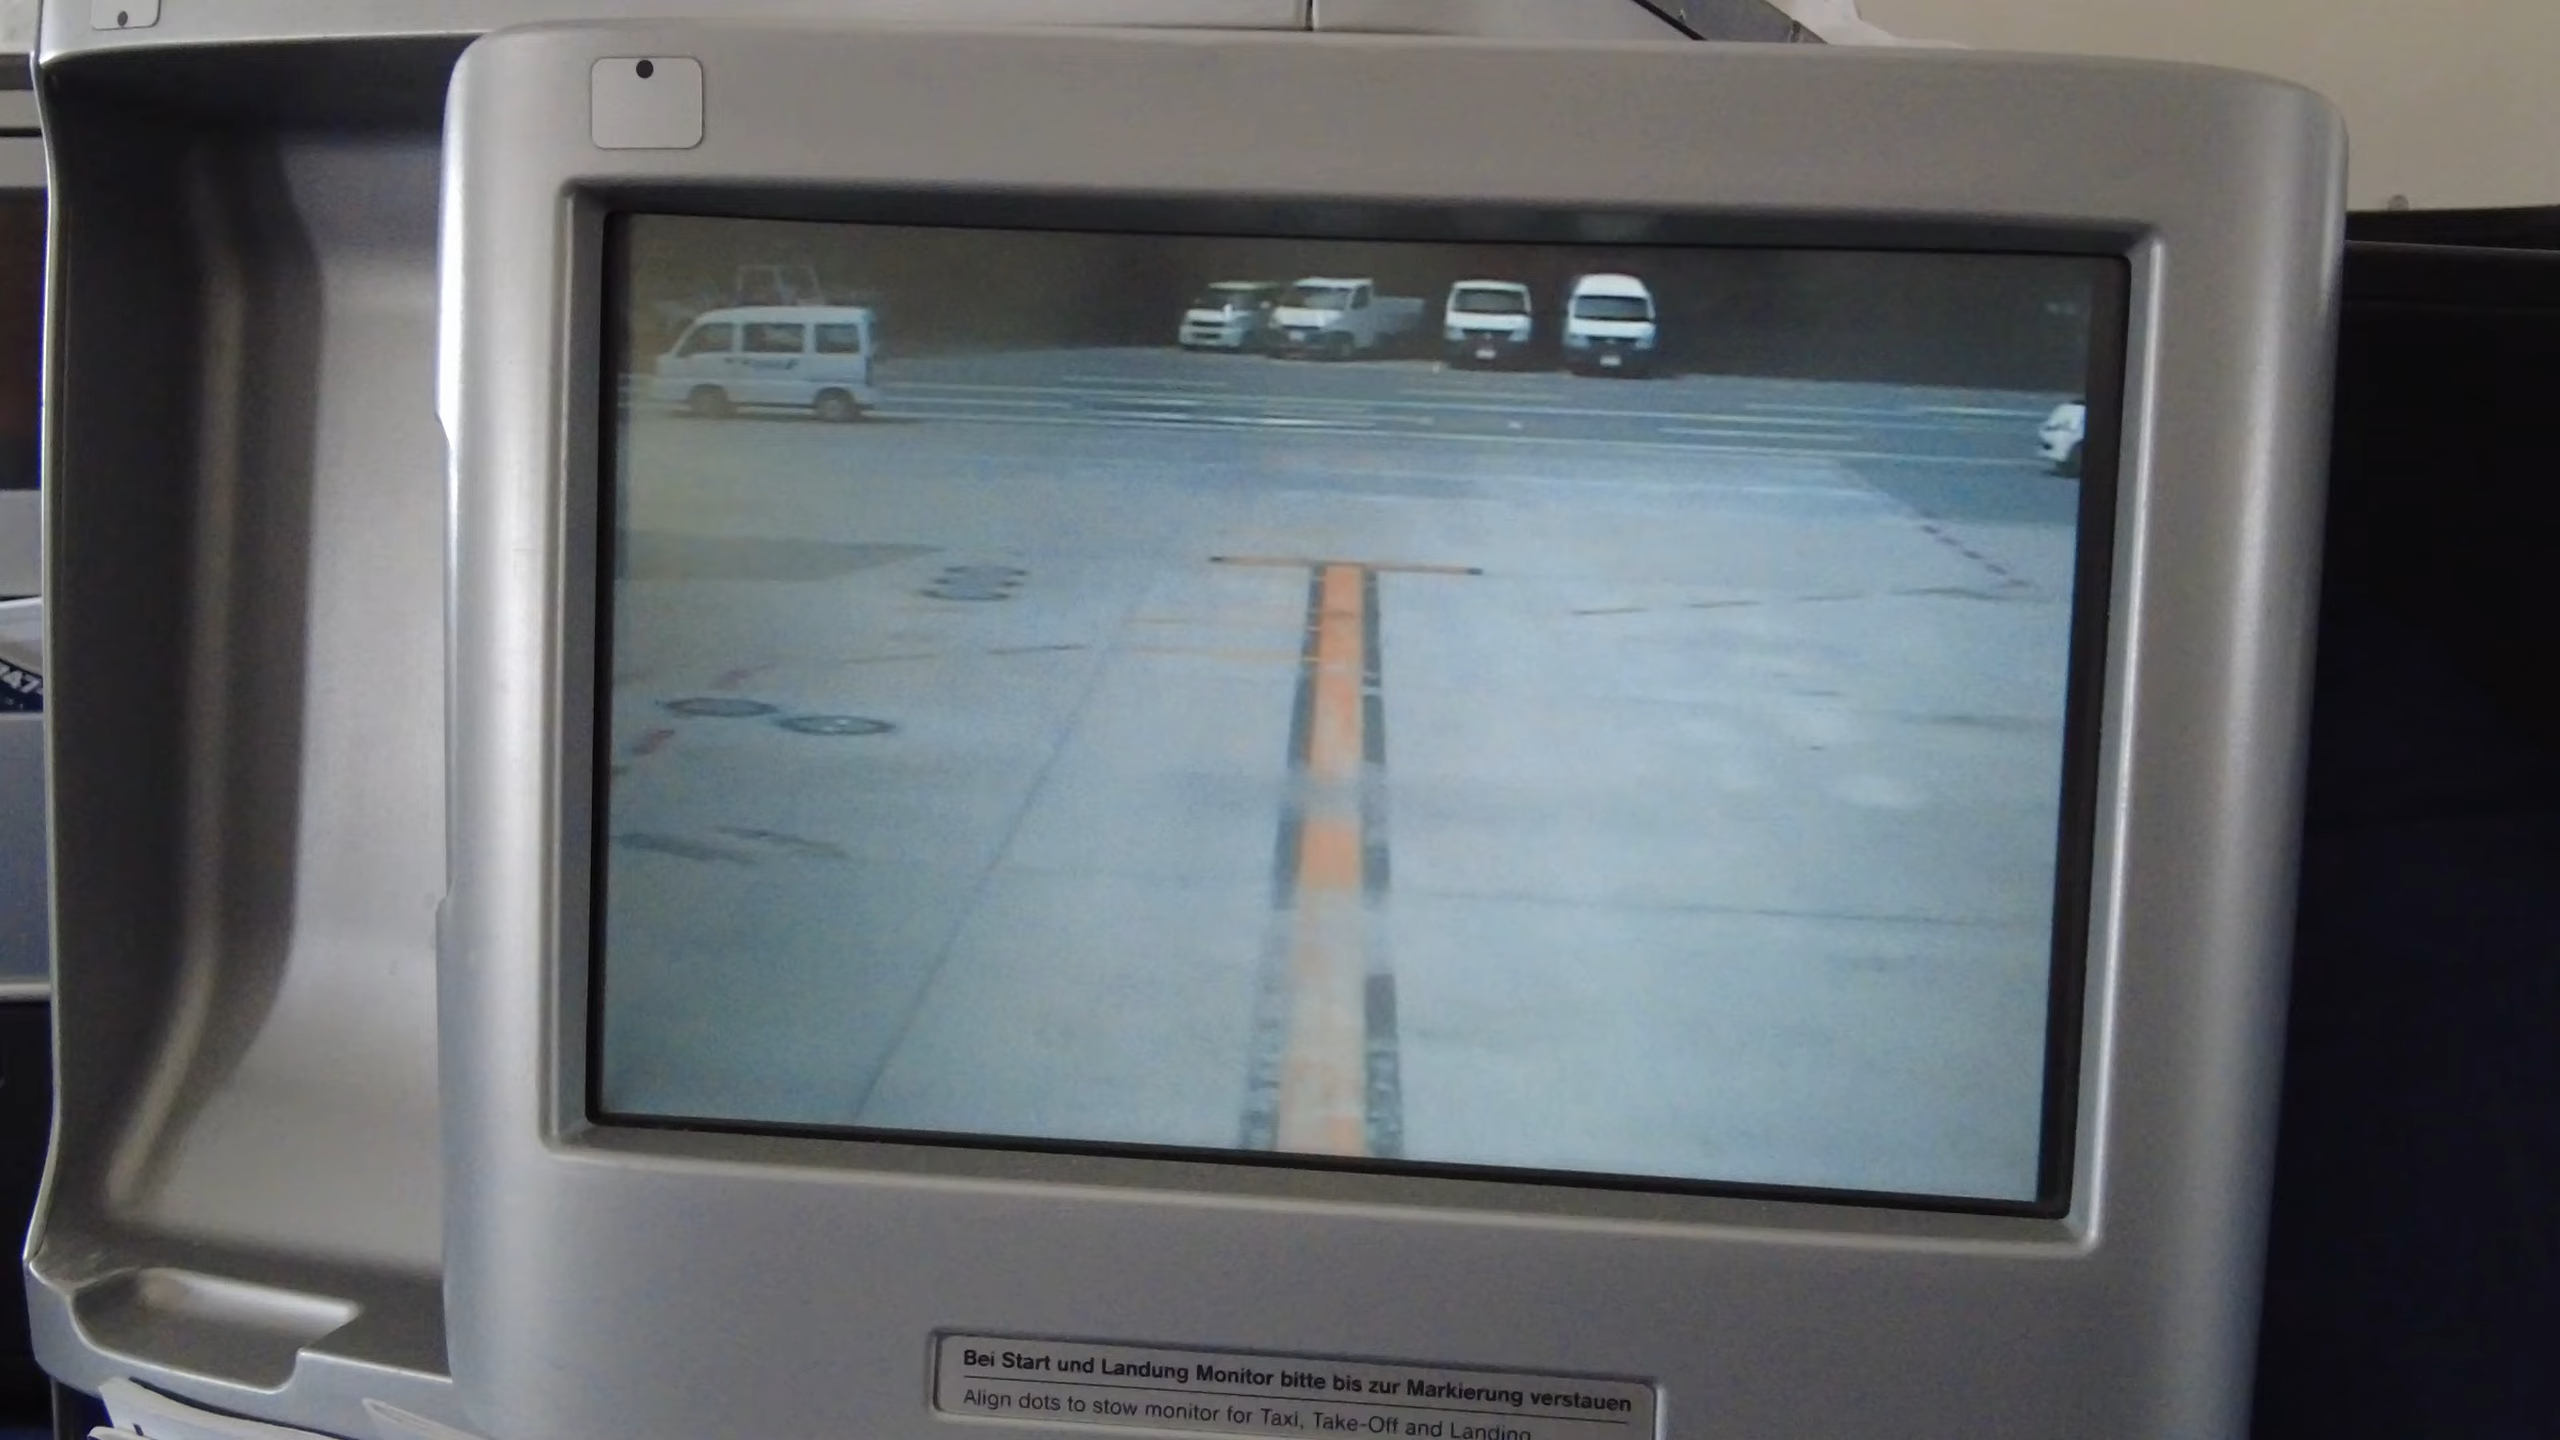 747
Bei Start und Landung Monitor bitte bis zur Markierung verstauen
Align dots to stow monitor for Taxi, Take-Off and Landing